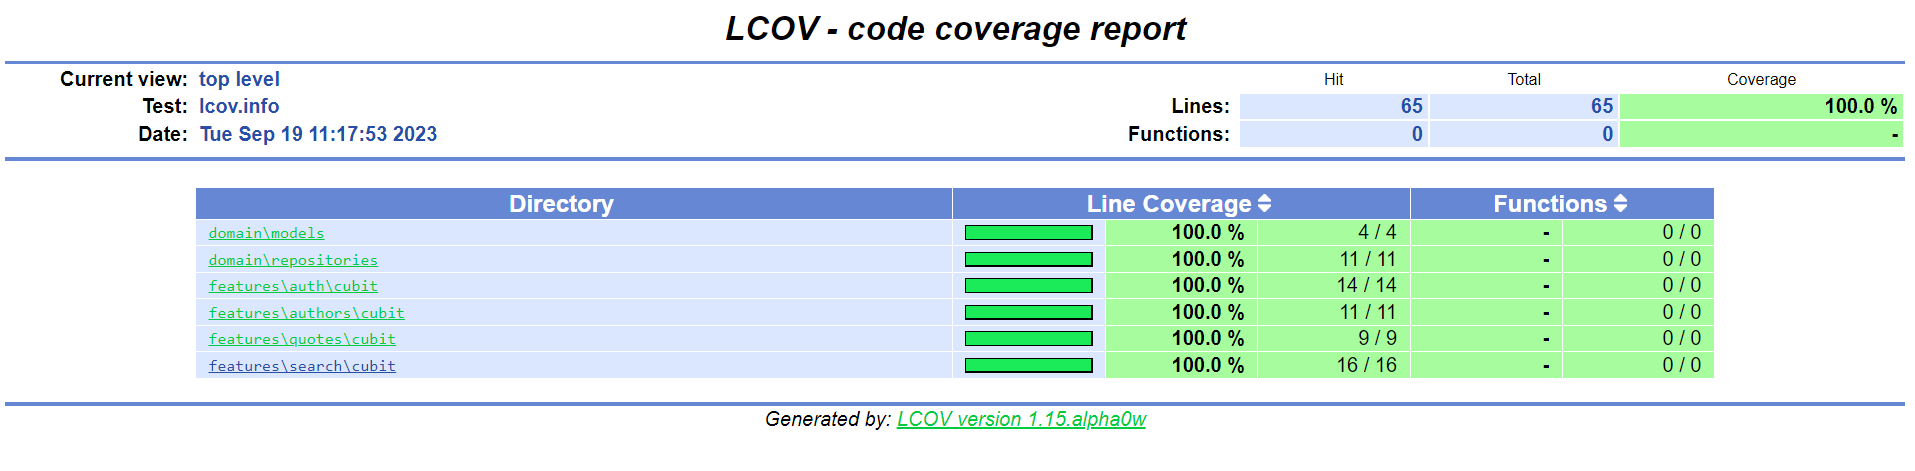 LCOV - code coverage report
Current view: top level
Hit Total Coverage
Test: lcov.info
Lines: 65 65 100.0 %
Date: Tue Sep 19 11:17:53 2023
Functions: 0 0 -
Directory Line Coverage Functions
domain\models 100.0 % 4 / 4 - 0 / 0
domain\repositories 100.0 % 11 / 11 - 0 / 0
features\auth\cubit 100.0 % 14 / 14 - 0 / 0
features\authors\cubit 100.0 % 11 / 11 - 0 / 0
features\quotes\cubit 100.0 % 9 / 9 - 0 / 0
features\search\cubit 100.0 % 16 / 16 - 0 / 0
Generated by: LCOV version 1.15.alpha0w